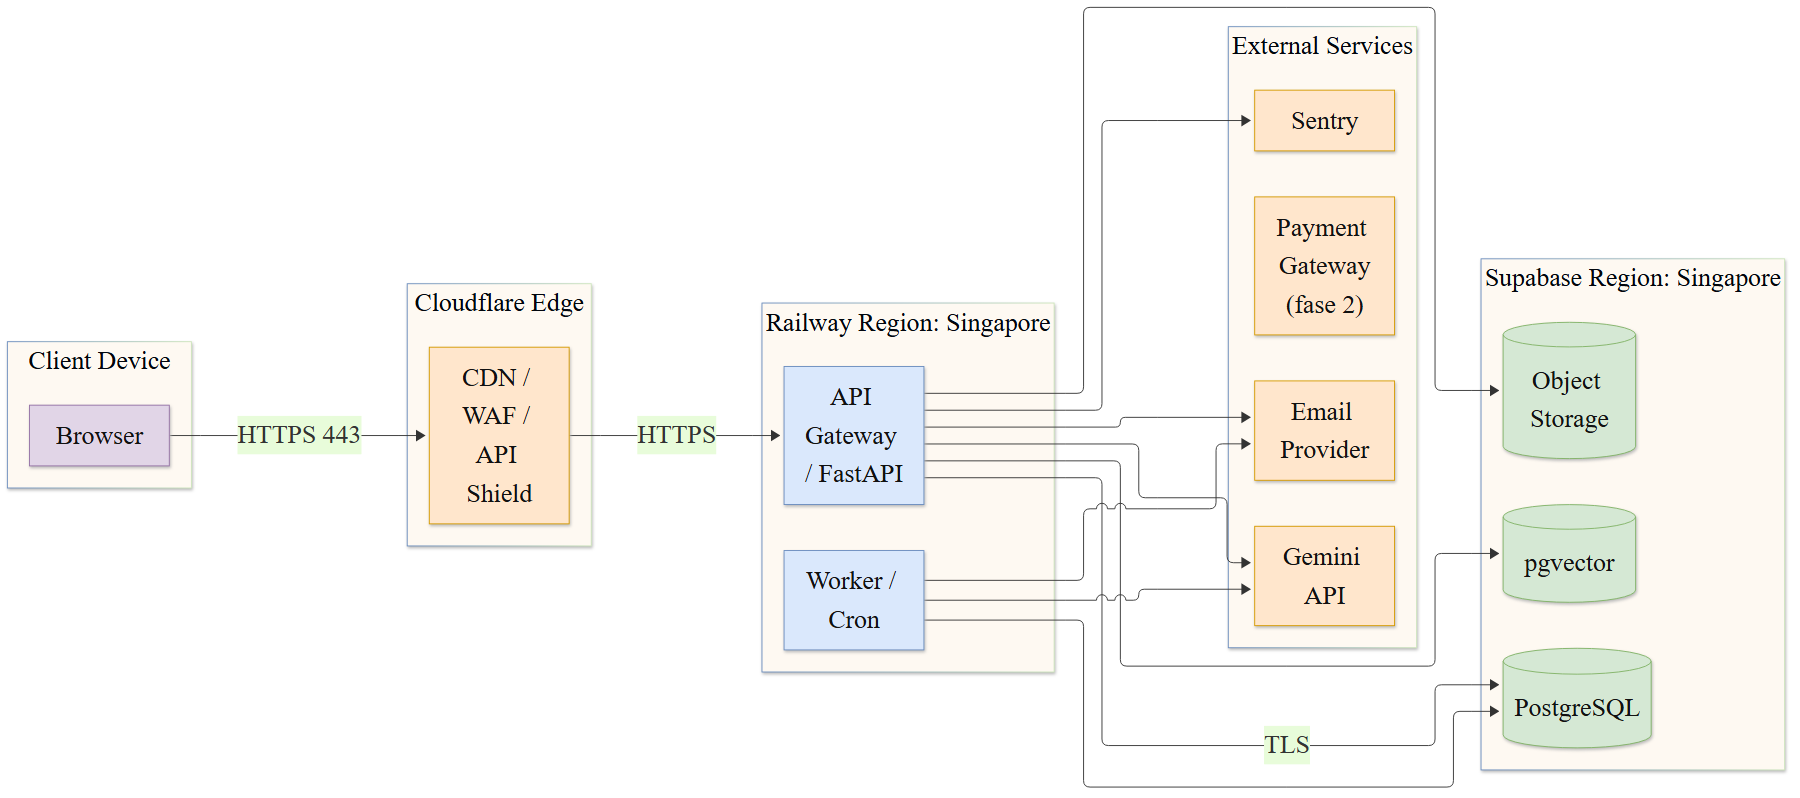 Client Device
Browser
HTTPS 443
Cloudflare Edge
CDN /
WAF /
API
Shield
HTTPS
Railway Region: Singapore
API
Gateway
/ FastAPI
Worker /
Cron
External Services
Sentry
Payment
Gateway
(fase 2)
Email
Provider
Gemini
API
TLS
Supabase Region: Singapore
Object
Storage
pgvector
PostgreSQL